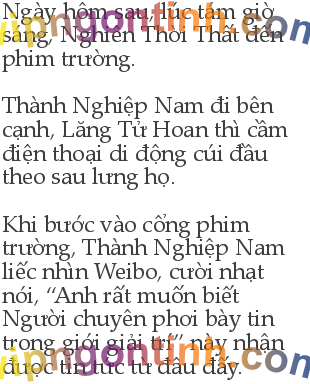 Ngày hôm sau, lúc tám giờ
sáng, Nghiên Thời Thất đến
phim trường.
Thành Nghiệp Nam đi bên
cạnh, Lăng Tử Hoan thì cầm
điện thoại di động cúi đầu
theo sau lưng họ.
Khi bước vào cổng phim
trường, Thành Nghiệp Nam
liếc nhìn Weibo, cười nhạt
nói, “Anh rất muốn biết
Người chuyên phơi bày tin
trong giới giải trí” này nhận
được tin tức từ đâu đấy.
vipngontinh.com
vipngontinh.com